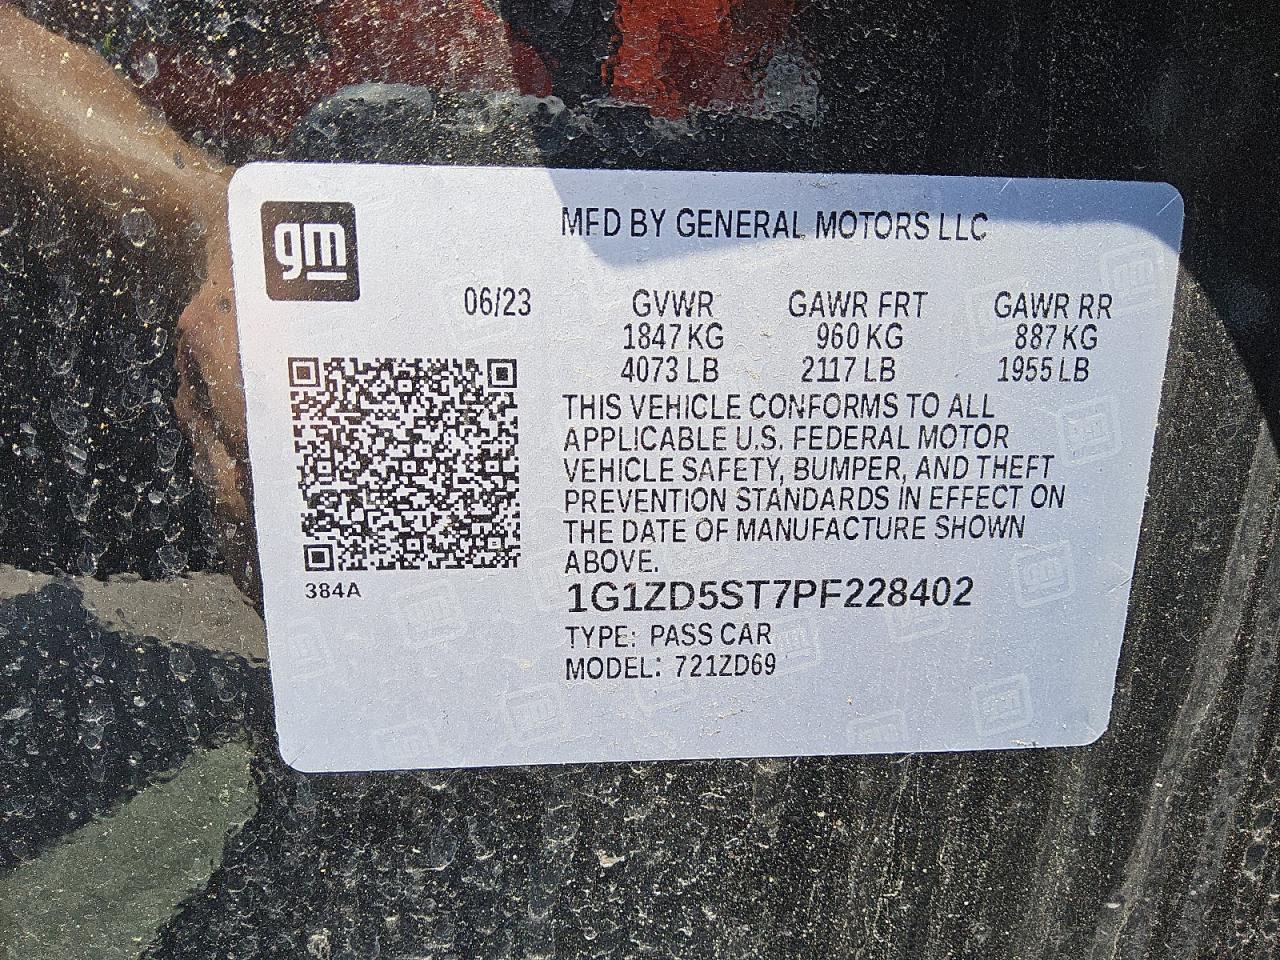 gm
MFD BY GENERAL MOTORS LLC
06/23 GVWR GAWR FRT GAWR RR
1847 KG 960 KG 887 KG
4073 LB 2117 LB 1955 LB
THIS VEHICLE CONFORMS TO ALL
APPLICABLE U.S. FEDERAL MOTOR
VEHICLE SAFETY, BUMPER, AND THEFT
PREVENTION STANDARDS IN EFFECT ON
THE DATE OF MANUFACTURE SHOWN
ABOVE.
384A
1G1ZD5ST7PF228402
TYPE: PASS CAR
MODEL: 721ZD69